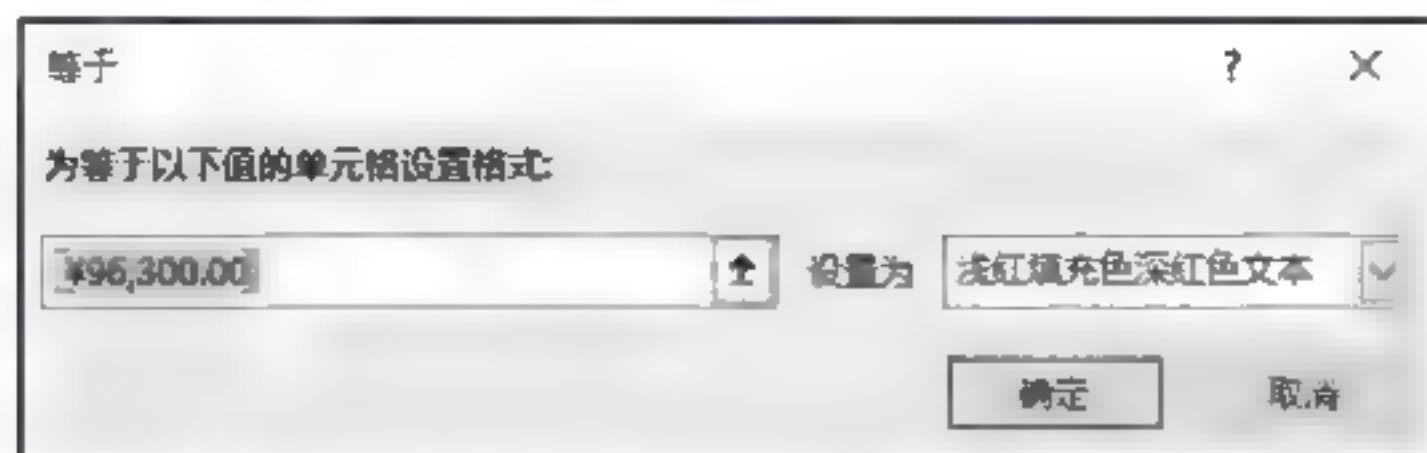 等于 ? ×
为等于以下值的单元格设置格式:
¥96,300.00 设置为 浅红填充色深红色文本
确定 取消